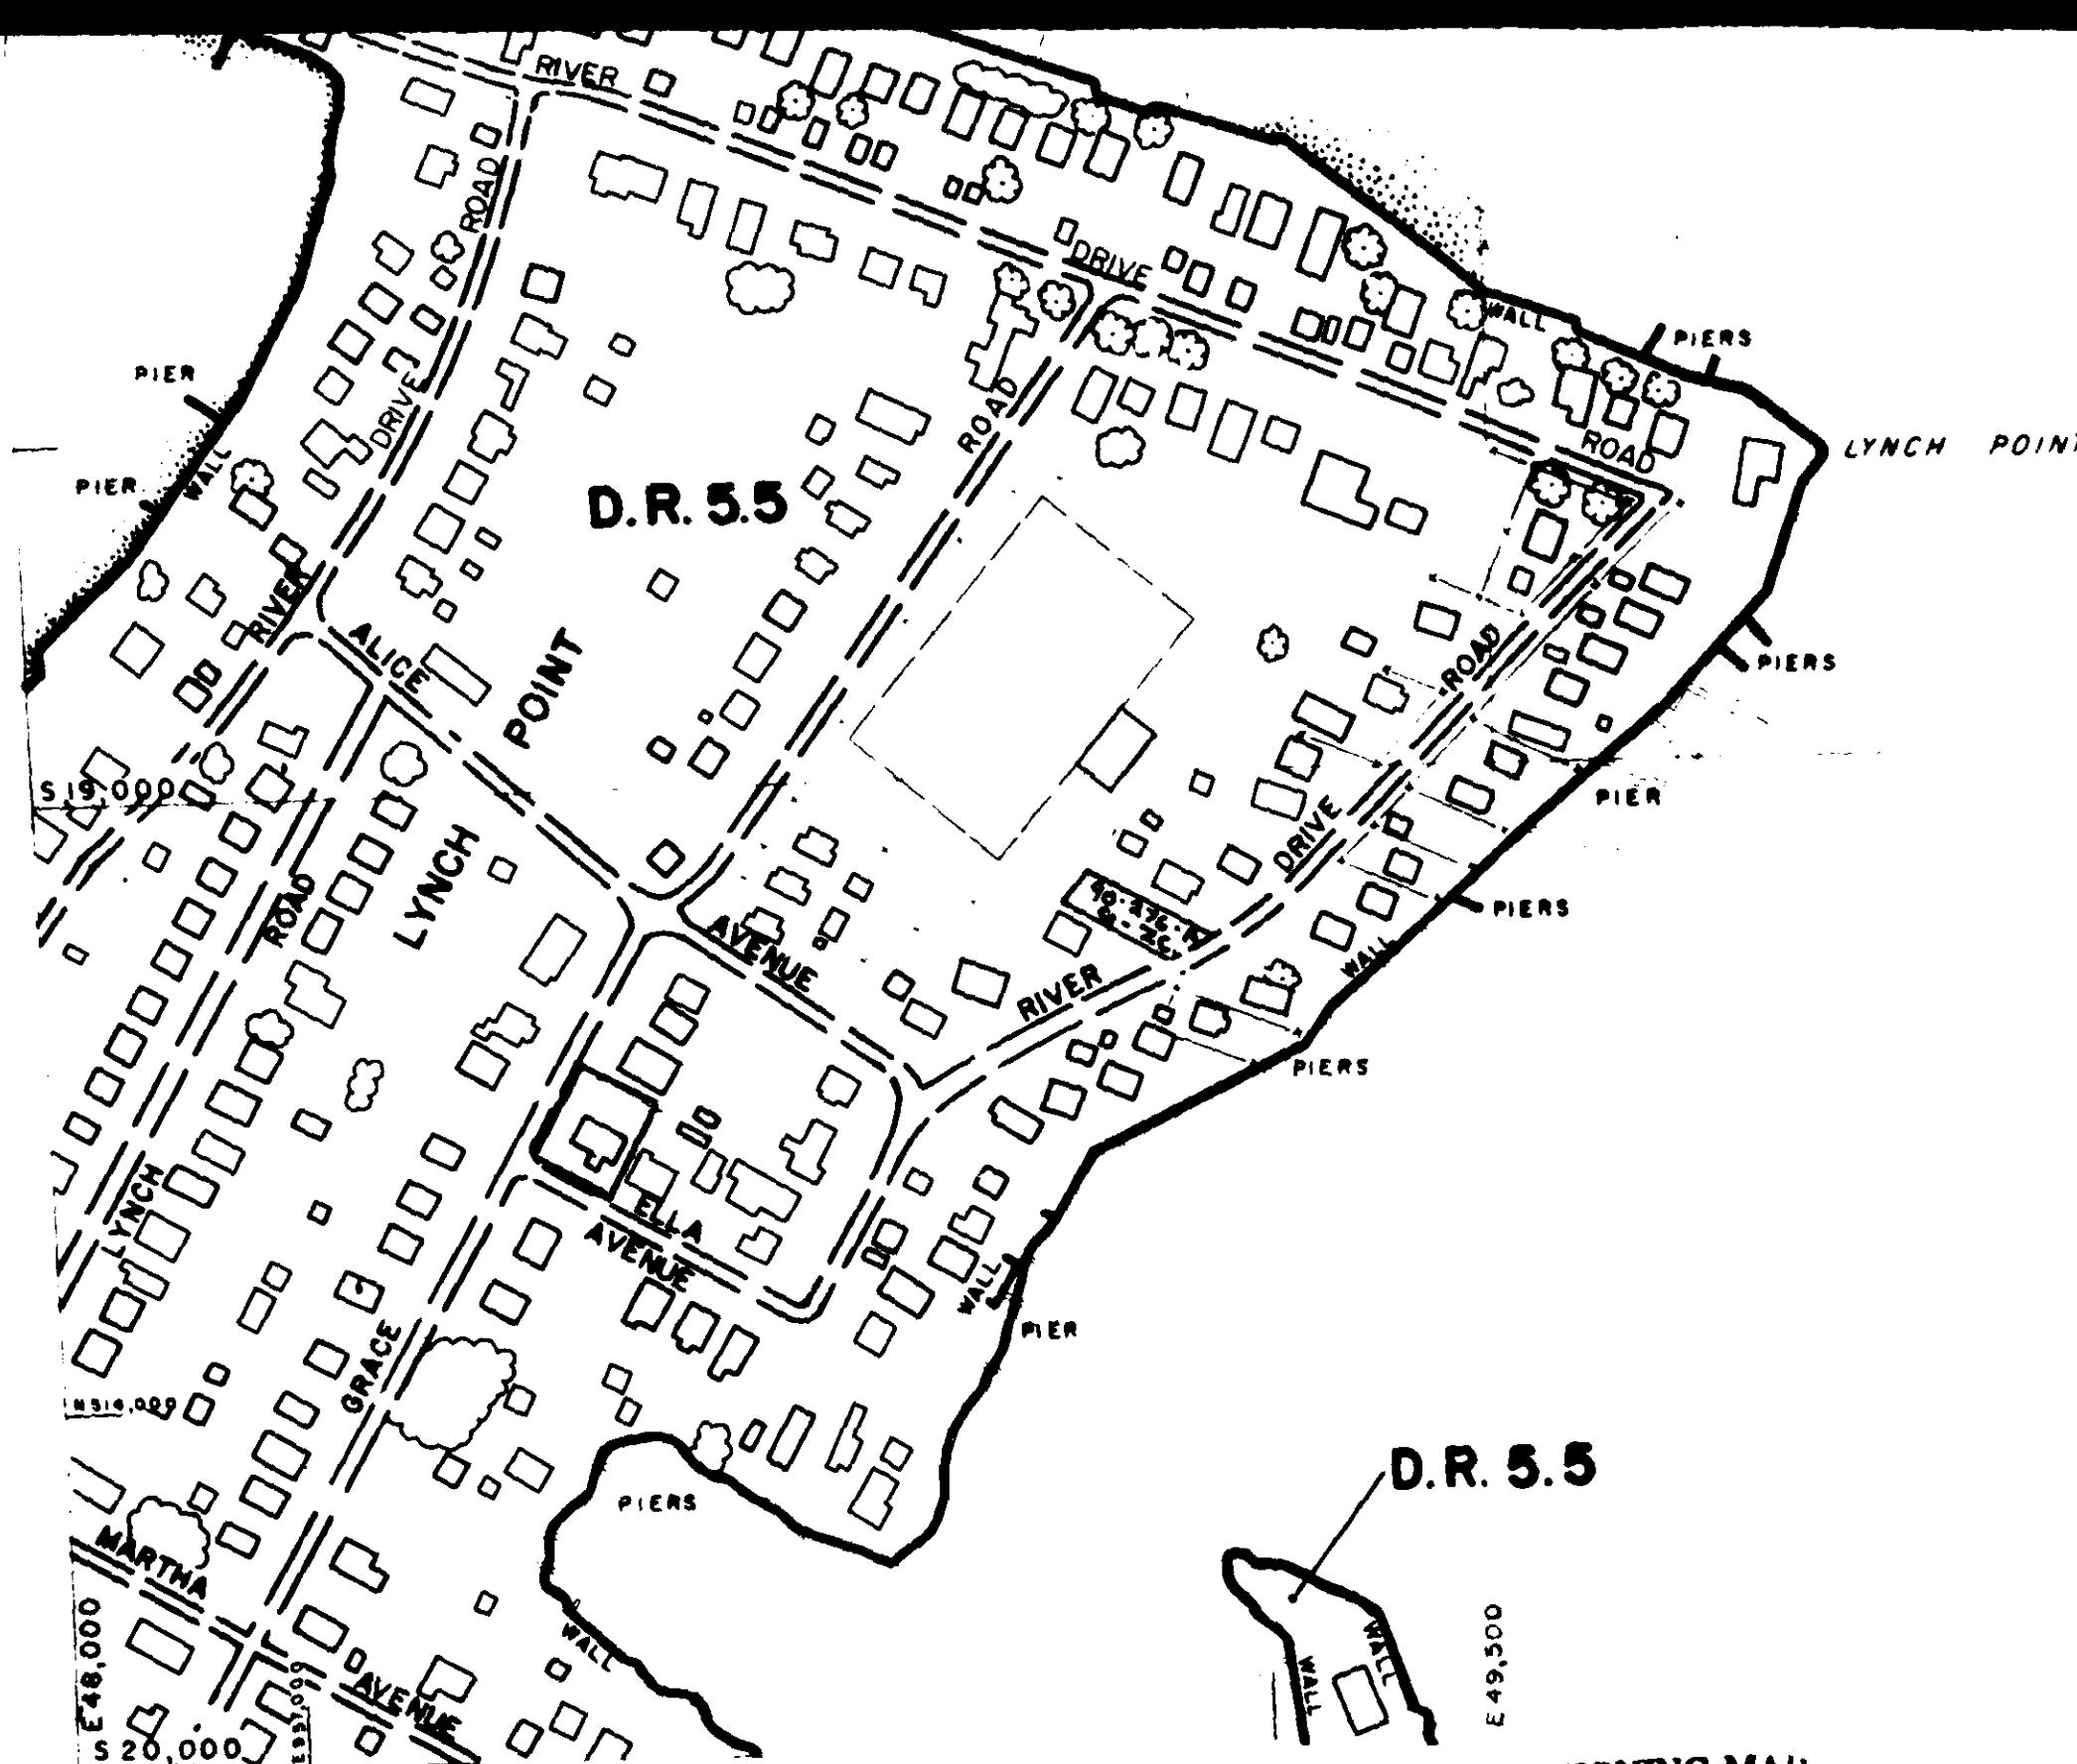 RIVER
ROAD
DRIVE
WALL
PIERS
PIER
DRIVE
ROAD
ROAD
LYNCH POINT
PIER
WALL
D.R. 5.5
RIVER
ALICE
POINT
ROAD
PIERS
S 19,000
PIER
DRIVE
LYNCH
ROAD
PIERS
AVENUE
WALL
RIVER
PIERS
LYNCH
ELLA
AVENUE
WALL
PIER
GRACE
D.R. 5.5
PIERS
MARTHA
WALL
WALL
WALL
E 48,000
E 49,500
AVENUE
S 20,000